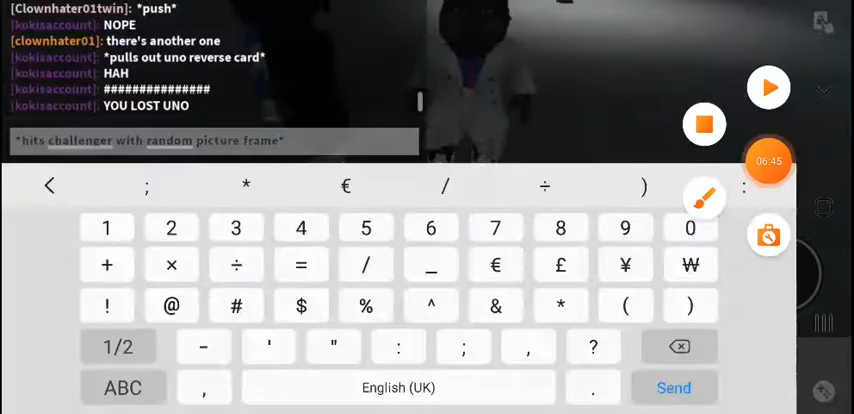 [Clownhater01twin]: *push*
[kokisaccount]: NOPE
[clownhater01]: there's another one
[kokisaccount]: *pulls out uno reverse card*
[kokisaccount]: HAH
[kokisaccount]: ###############
[kokisaccount]: YOU LOST UNO
*hits challenger with random picture frame*
06:45
; * € / ÷ ) :
1 2 3 4 5 6 7 8 9 0
+ × ÷ = / _ € £ ¥ ₩
! @ # $ % ^ & * ( )
1/2 - ' " : ; , ?
ABC , English (UK) . Send